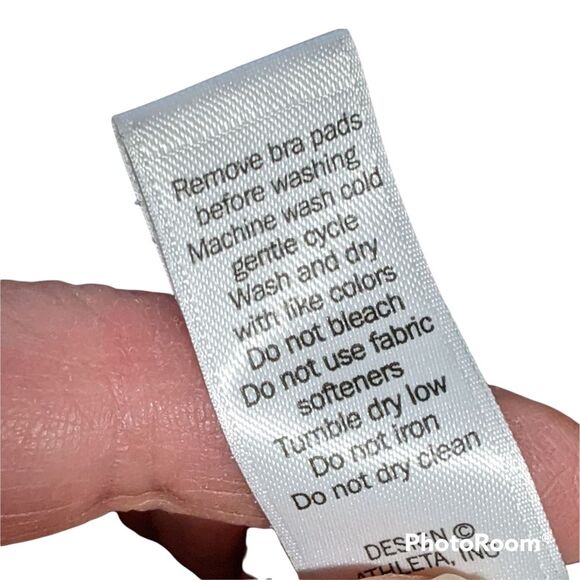 Remove bra pads
before washing
Machine wash cold
gentle cycle
Wash and dry
with like colors
Do not bleach
Do not use fabric
softeners
Tumble dry low
Do not iron
Do not dry clean
DESIGN ©
ATHLETA, INC
PhotoRoom